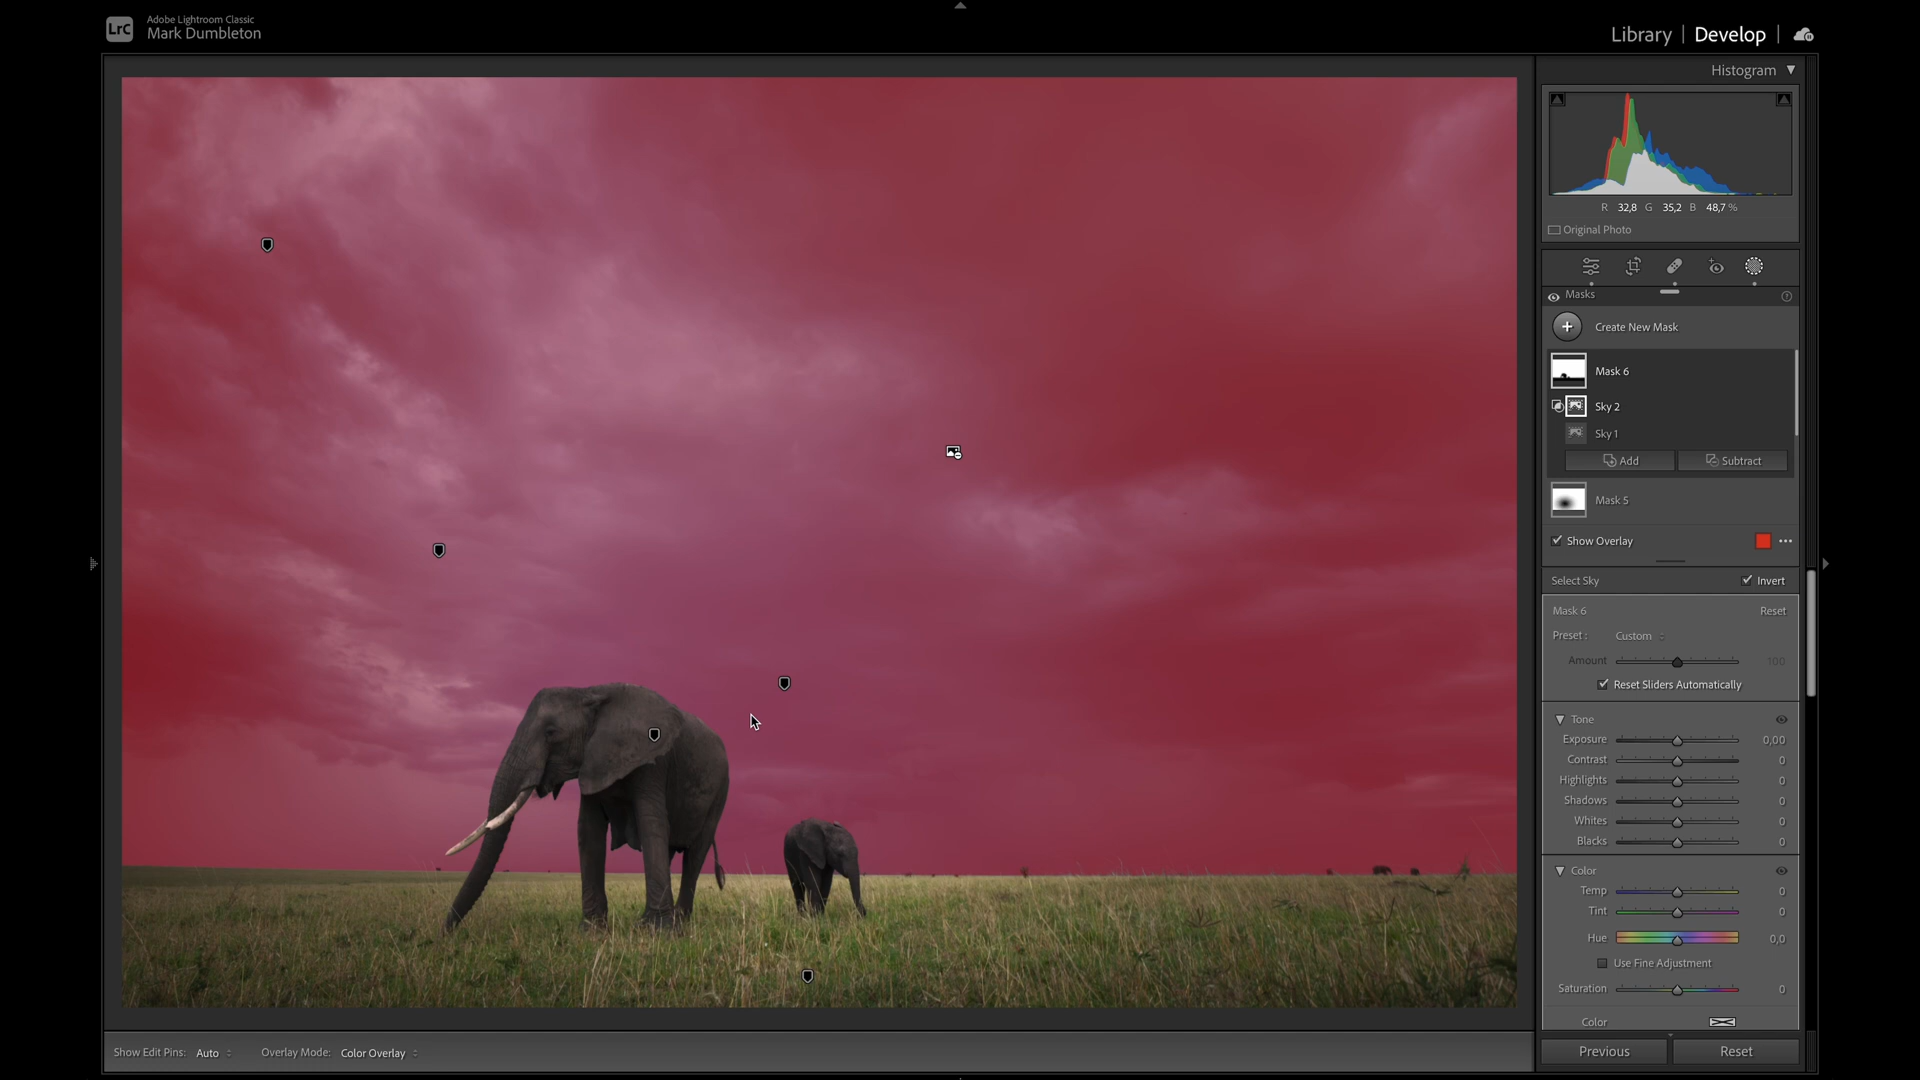 LrC
Adobe Lightroom Classic
Mark Dumbleton
Library | Develop |
Histogram
R 32,8 G 35,2 B 48,7 %
Original Photo
Masks
Create New Mask
Mask 6
Sky 2
Sky 1
Add Subtract
Mask 5
Show Overlay
Select Sky Invert
Mask 6 Reset
Preset : Custom
Amount 100
Reset Sliders Automatically
Tone
Exposure 0,00
Contrast 0
Highlights 0
Shadows 0
Whites 0
Blacks 0
Color
Temp 0
Tint 0
Hue 0,0
Use Fine Adjustment
Saturation 0
Color
Show Edit Pins: Auto Overlay Mode: Color Overlay
Previous Reset